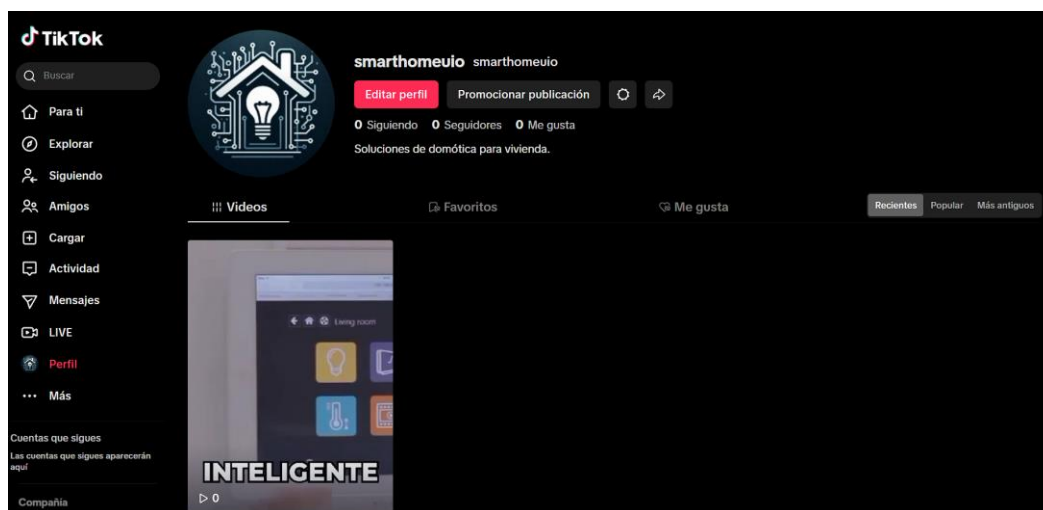 TikTok
Buscar
Para ti
Explorar
Siguiendo
Amigos
Cargar
Actividad
Mensajes
LIVE
Perfil
Más
Cuentas que sigues
Las cuentas que sigues aparecerán
aquí
Compañia
smarthomeuio smarthomeuio
Editar perfil Promocionar publicación
0 Siguiendo 0 Seguidores 0 Me gusta
Soluciones de domótica para vivienda.
Videos Favoritos Me gusta
Recientes Popular Más antiguos
Living room
INTELIGENTE
0